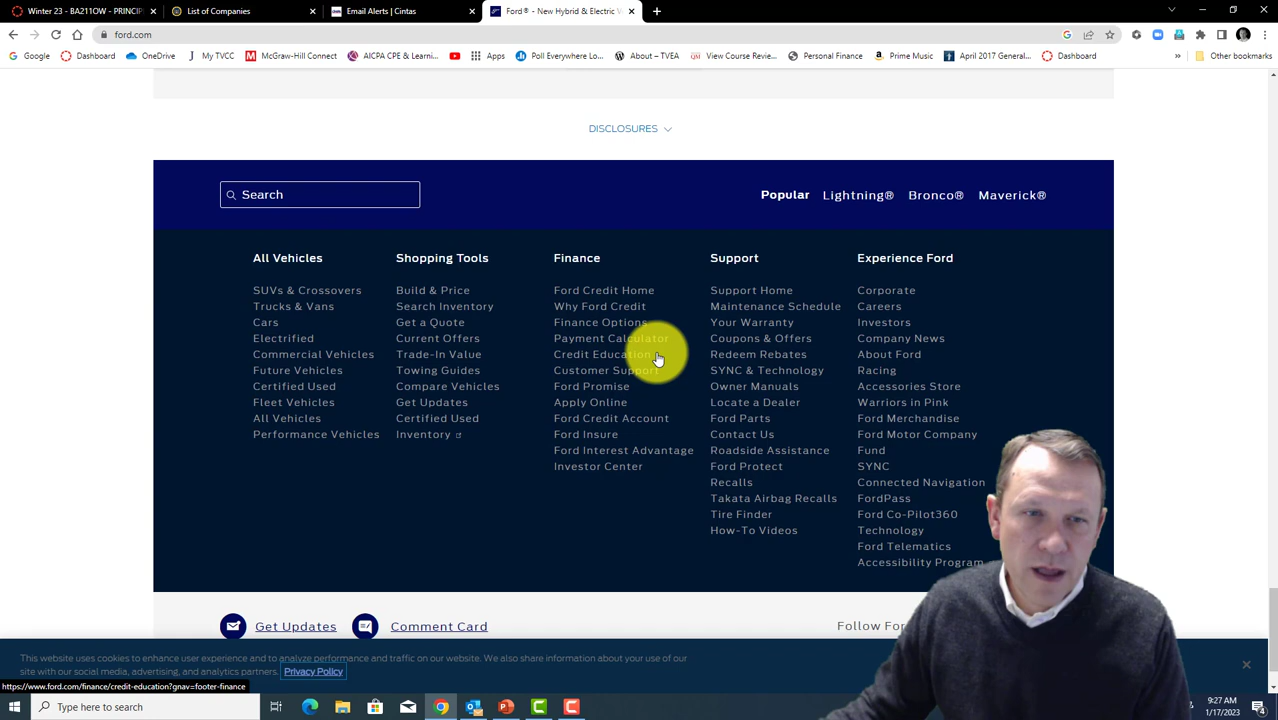 Winter 23 - BA211OW - PRINCIP
List of Companies
Email Alerts | Cintas
Ford® - New Hybrid & Electric V
ford.com
Google
Dashboard
OneDrive
My TVCC
McGraw-Hill Connect
AICPA CPE & Learni...
Apps
Poll Everywhere Lo...
About – TVEA
View Course Revie...
Personal Finance
Prime Music
April 2017 General...
Dashboard
»
Other bookmarks
DISCLOSURES
Search
Popular Lightning® Bronco® Maverick®
All Vehicles
SUVs & Crossovers
Trucks & Vans
Cars
Electrified
Commercial Vehicles
Future Vehicles
Certified Used
Fleet Vehicles
All Vehicles
Performance Vehicles
Shopping Tools
Build & Price
Search Inventory
Get a Quote
Current Offers
Trade-In Value
Towing Guides
Compare Vehicles
Get Updates
Certified Used
Inventory
Finance
Ford Credit Home
Why Ford Credit
Finance Options
Payment Calculator
Credit Education
Customer Support
Ford Promise
Apply Online
Ford Credit Account
Ford Insure
Ford Interest Advantage
Investor Center
Support
Support Home
Maintenance Schedule
Your Warranty
Coupons & Offers
Redeem Rebates
SYNC & Technology
Owner Manuals
Locate a Dealer
Ford Parts
Contact Us
Roadside Assistance
Ford Protect
Recalls
Takata Airbag Recalls
Tire Finder
How-To Videos
Experience Ford
Corporate
Careers
Investors
Company News
About Ford
Racing
Accessories Store
Warriors in Pink
Ford Merchandise
Ford Motor Company
Fund
SYNC
Connected Navigation
FordPass
Ford Co-Pilot360
Technology
Ford Telematics
Accessibility Program
Get Updates
Comment Card
Follow For
This website uses cookies to enhance user experience and to analyze performance and traffic on our website. We also share information about your use of
our site with our social media, advertising, and analytics partners. Privacy Policy
https://www.ford.com/finance/credit-education?gnav=footer-finance
Type here to search
9:27 AM
1/17/2023
4